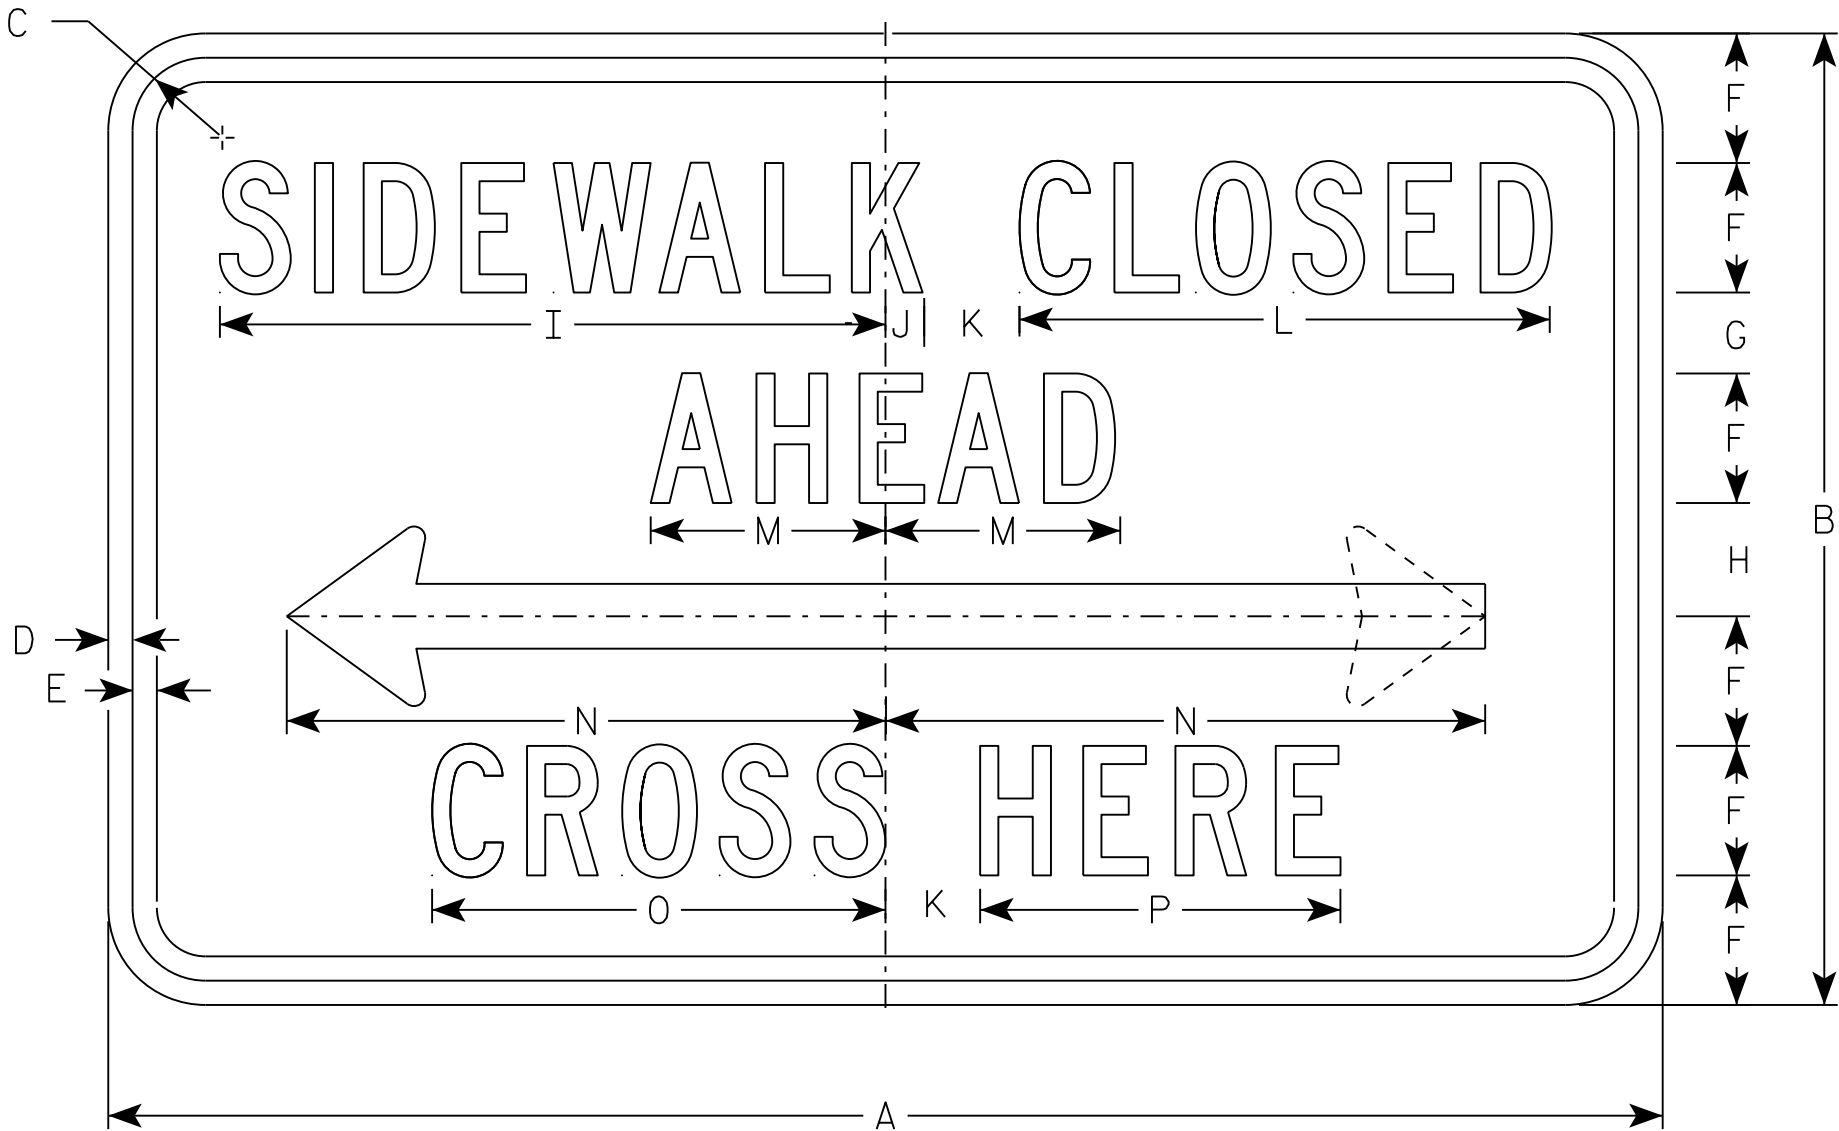 C
F
SIDEWALK CLOSED
F
I J K L
G
AHEAD
F
B
M M
H
D
E
F
N N
CROSS HERE
F
O K P
F
A